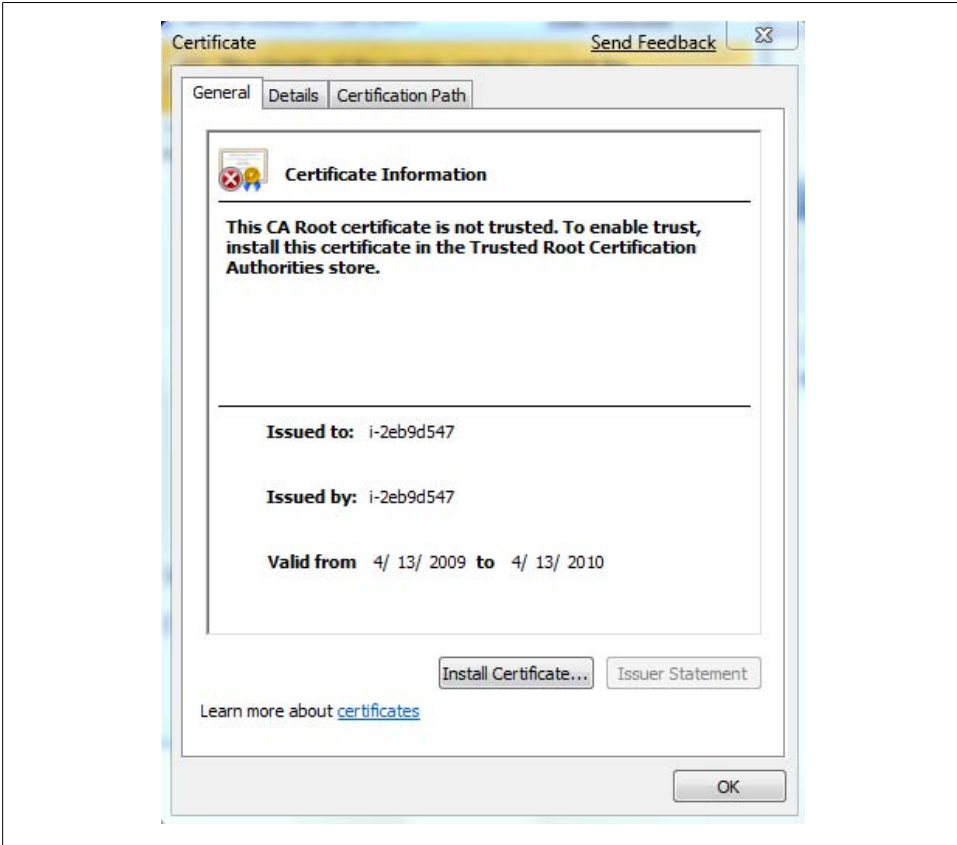 Certificate
Send Feedback
General
Details
Certification Path
Certificate Information
This CA Root certificate is not trusted. To enable trust,
install this certificate in the Trusted Root Certification
Authorities store.
Issued to: i-2eb9d547
Issued by: i-2eb9d547
Valid from 4/ 13/ 2009 to 4/ 13/ 2010
Install Certificate...
Issuer Statement
Learn more about certificates
OK